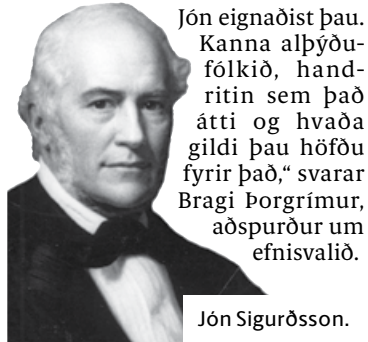 Jón eignaðist þau.
Kanna alþýðu-
fólkið, hand-
ritin sem það
átti og hvaða
gildi þau höfðu
fyrir það,“ svarar
Bragi Þorgrímur,
aðspurður um
efnisvalið.
Jón Sigurðsson.